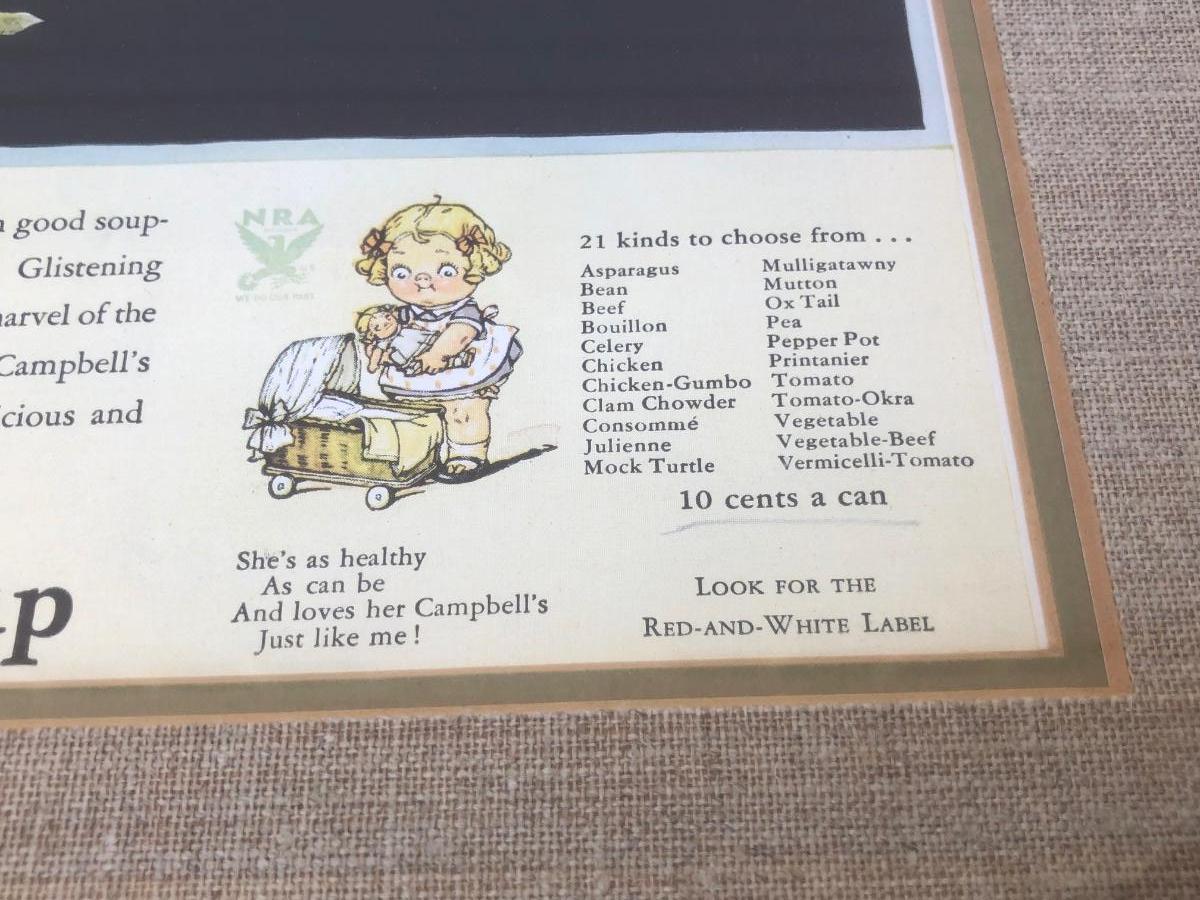 n good soup-
Glistening
marvel of the
Campbell's
icious and
p
NRA
WE DO OUR PART
21 kinds to choose from . . .
Asparagus
Bean
Beef
Bouillon
Celery
Chicken
Chicken-Gumbo
Clam Chowder
Consommé
Julienne
Mock Turtle
Mulligatawny
Mutton
Ox Tail
Pea
Pepper Pot
Printanier
Tomato
Tomato-Okra
Vegetable
Vegetable-Beef
Vermicelli-Tomato
10 cents a can
She's as healthy
As can be
And loves her Campbell's
Just like me!
LOOK FOR THE
RED-AND-WHITE LABEL